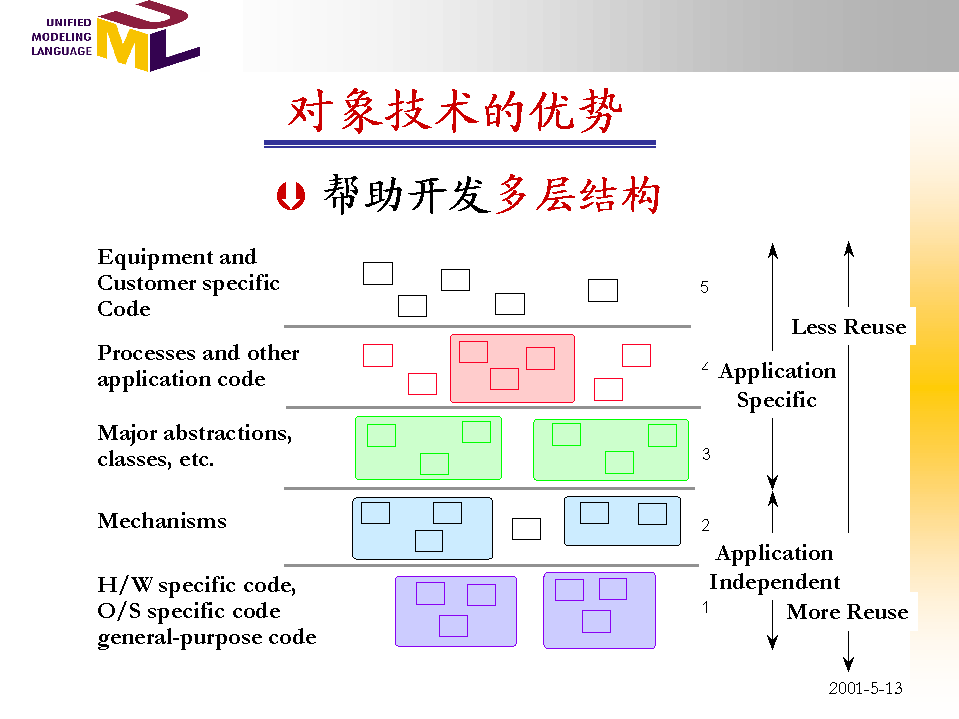 UNIFIED
MODELING
LANGUAGE
UML
对象技术的优势
帮助开发多层结构
Equipment and
Customer specific
Code
5
Less Reuse
Processes and other
application code
4
Application
Specific
Major abstractions,
classes, etc.
3
Mechanisms
2
Application
Independent
H/W specific code,
O/S specific code
general-purpose code
1
More Reuse
2001-5-13